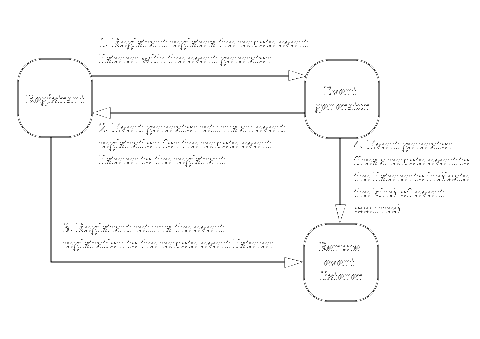 1. Registrant registers the remote event
listener with the event generator
Registrant
Event
generator
2. Event generator returns an event
registration for the remote event
listener to the registrant
4. Event generator
fires a remote event to
the listener to indicate
the kind of event
occurred
3. Registrant returns the event
registration to the remote event listener
Remote
event
listener